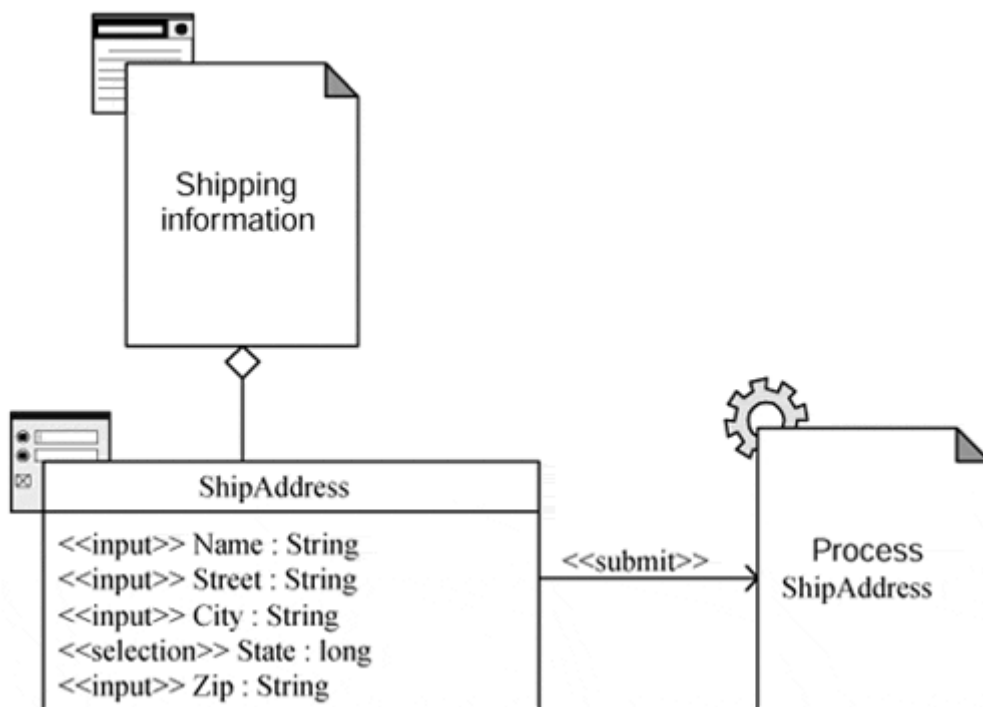 Shipping
information
ShipAddress
<<input>> Name : String
<<input>> Street : String
<<input>> City : String
<<selection>> State : long
<<input>> Zip : String
<<submit>>
Process
ShipAddress